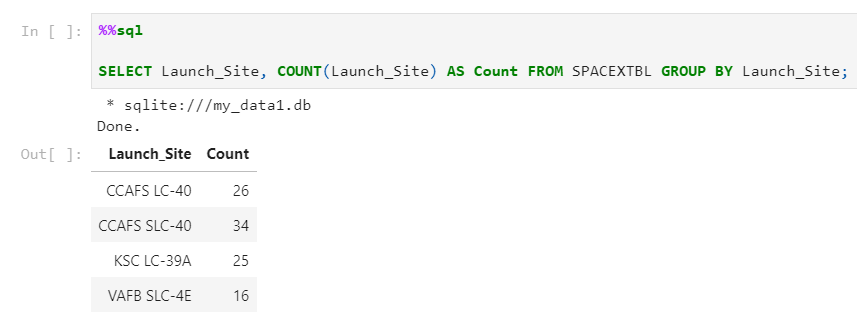 In [ ]: %%sql
SELECT Launch_Site, COUNT(Launch_Site) AS Count FROM SPACEXTBL GROUP BY Launch_Site;
* sqlite:///my_data1.db
Done.
Out[ ]: Launch_Site Count
CCAFS LC-40 26
CCAFS SLC-40 34
KSC LC-39A 25
VAFB SLC-4E 16